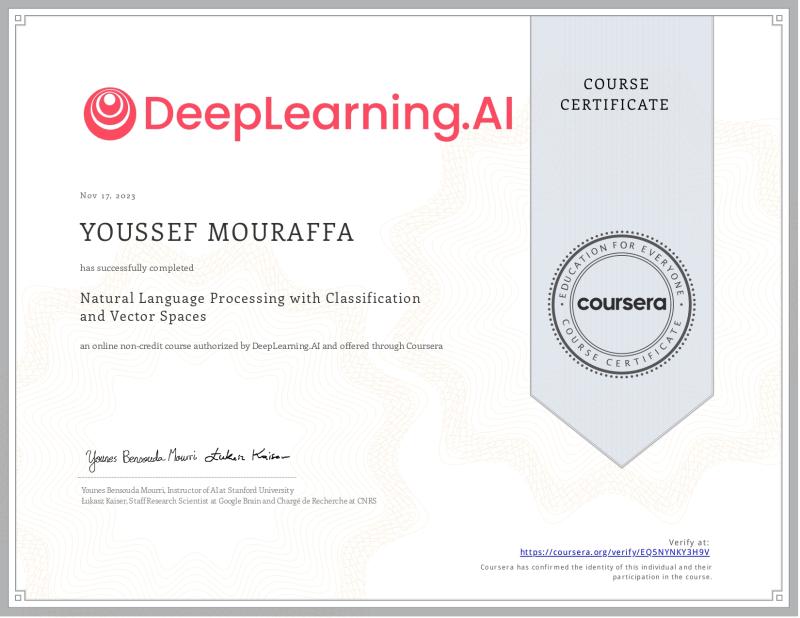 DeepLearning.AI
COURSE
CERTIFICATE
Nov 17, 2023
YOUSSEF MOURAFFA
has successfully completed
Natural Language Processing with Classification
and Vector Spaces
an online non-credit course authorized by DeepLearning.AI and offered through Coursera
EDUCATION FOR EVERYONE
coursera
COURSE CERTIFICATE
Younes Bensouda Mourri Łukasz Kaiser
Younes Bensouda Mourri, Instructor of AI at Stanford University
Łukasz Kaiser, Staff Research Scientist at Google Brain and Chargé de Recherche at CNRS
Verify at:
https://coursera.org/verify/EQ5NYNKY3H9V
Coursera has confirmed the identity of this individual and their
participation in the course.